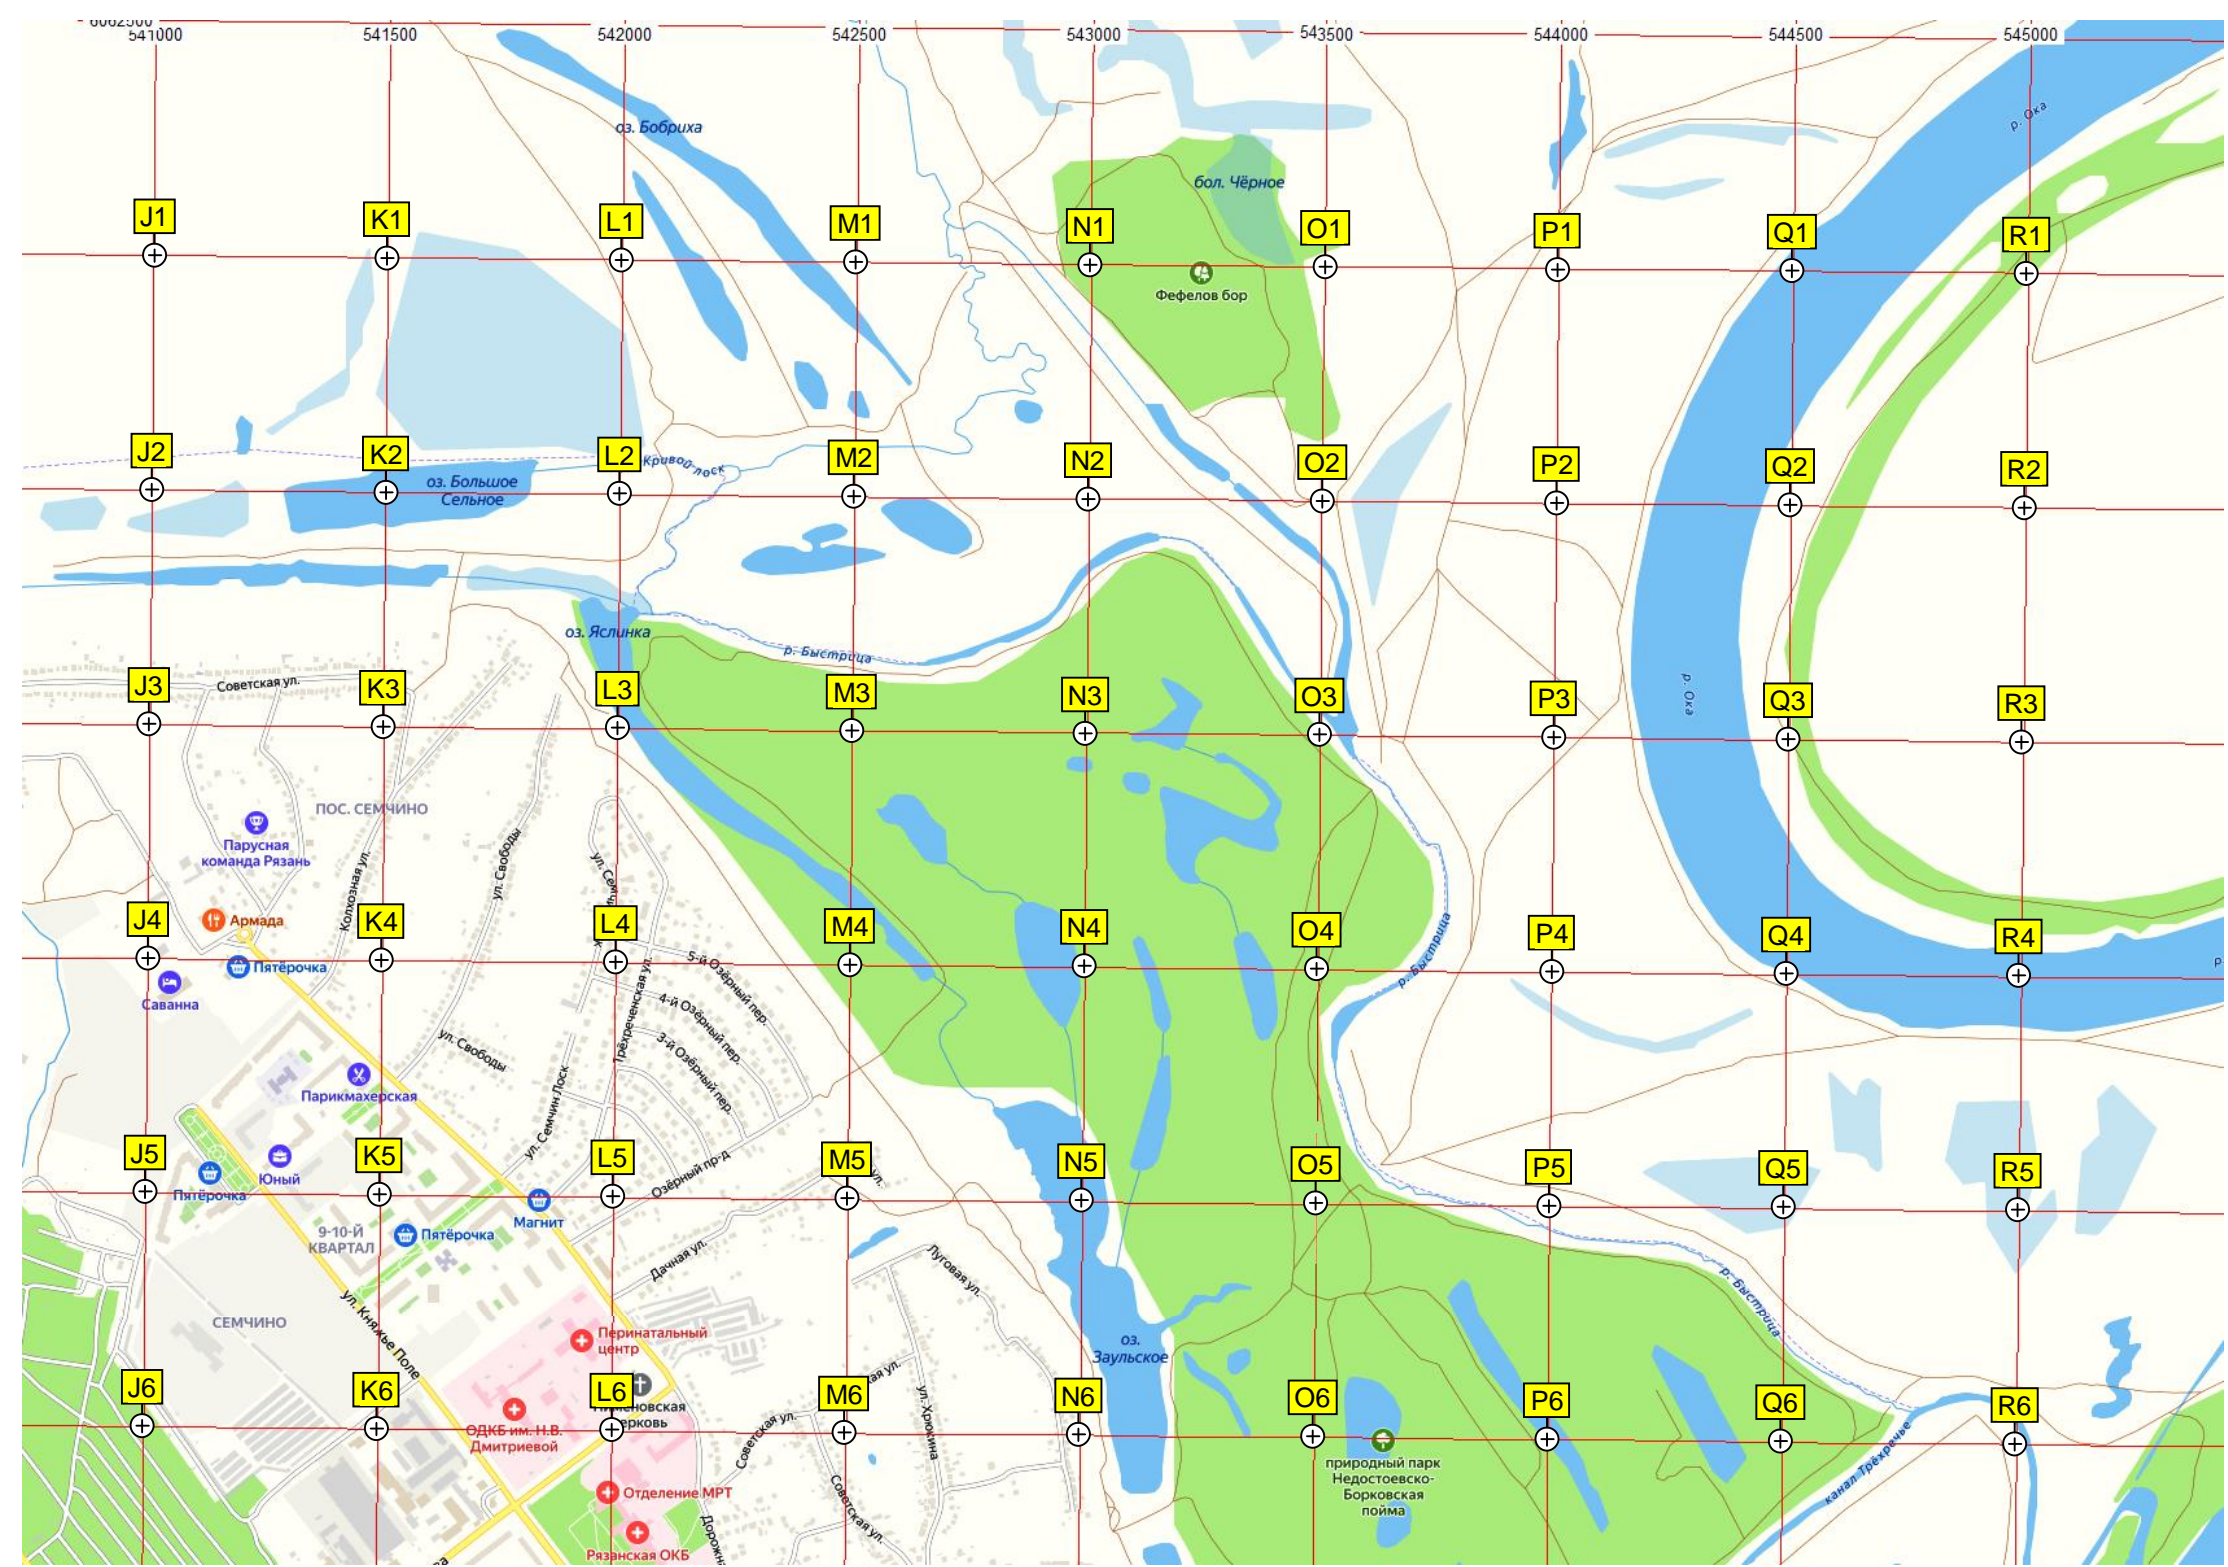 6062500
541000 541500 542000 542500 543000 543500 544000 544500 545000
оз. Бобриха
р. Ока
бол. Чёрное
J1 K1 L1 M1 N1 O1 P1 Q1 R1
Фефелов бор
J2 K2 L2 M2 N2 O2 P2 Q2 R2
Кривой лоск
оз. Большое
Сельное
оз. Яслинка
р. Быстрица
J3 K3 L3 M3 N3 O3 P3 Q3 R3
Советская ул.
р. Ока
ПОС. СЕМЧИНО
Парусная
команда Рязань
Колхозная ул.
ул. Свободы
J4 K4 L4 M4 N4 O4 P4 Q4 R4
Армада
Пятёрочка
Саванна
5-й Озёрный пер.
4-й Озёрный пер.
3-й Озёрный пер.
Трёхреченская ул.
р. Быстрица
ул. Свободы
Парикмахерская
ул. Семчин Лоск
J5 K5 L5 M5 N5 O5 P5 Q5 R5
Юный
Пятёрочка
Озёрный пр-д
ул.
Магнит
9-10-Й
КВАРТАЛ
Пятёрочка
Дачная ул.
Луговая ул.
р. Быстрица
ул. Княжье Поле
СЕМЧИНО
Перинатальный
центр
оз.
Заульское
J6 K6 L6 M6 N6 O6 P6 Q6 R6
ОДКБ им. Н.В.
Дмитриевой
Советская ул.
ул. Хрюкина
природный парк
Недостоевско-
Борковская
пойма
канал Трёхречье
Отделение МРТ
Советская ул.
Рязанская ОКБ